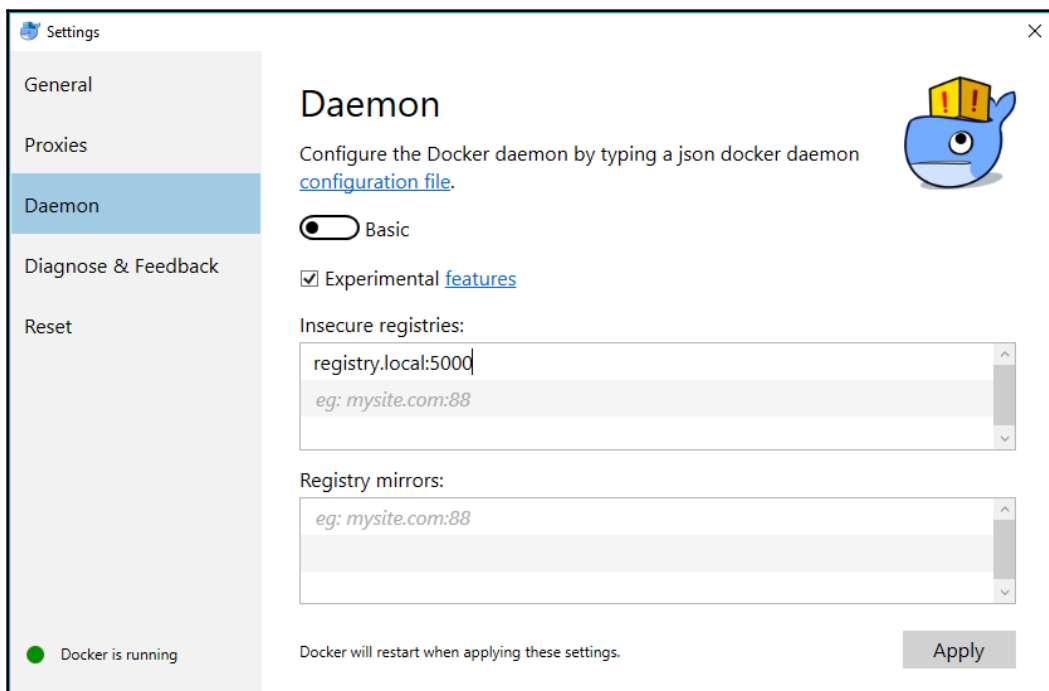 Settings
General
Proxies
Daemon
Diagnose & Feedback
Reset
Docker is running
Daemon
Configure the Docker daemon by typing a json docker daemon
configuration file.
Basic
Experimental features
Insecure registries:
registry.local:5000
eg: mysite.com:88
Registry mirrors:
eg: mysite.com:88
Docker will restart when applying these settings.
Apply
! !